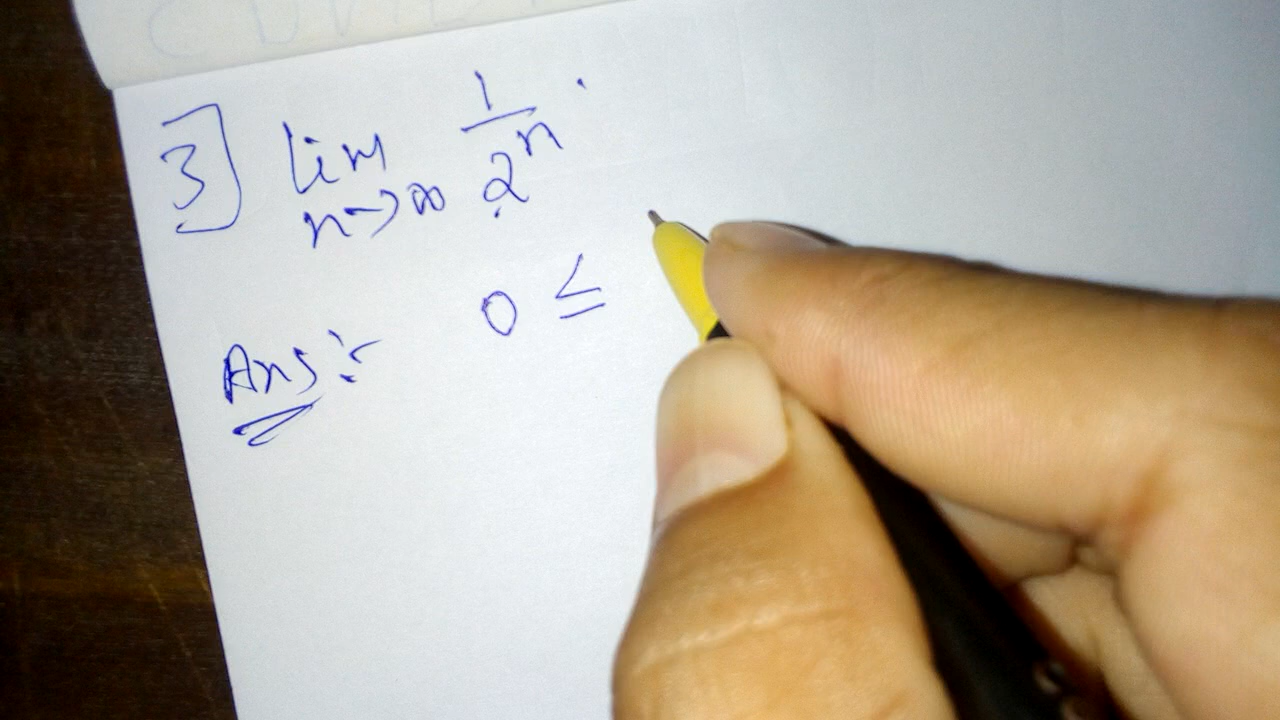 3] lim n→∞ 1/2^n.
0 ≤
Ans:-